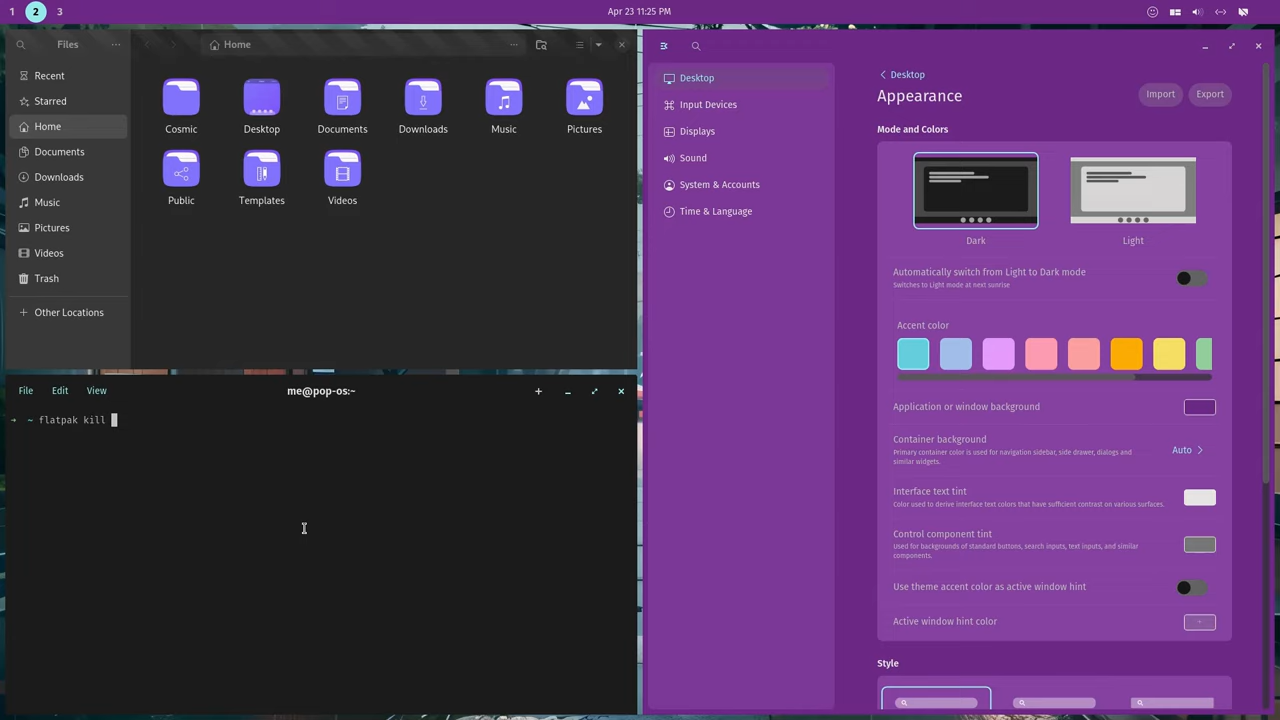 1 2 3
Apr 23 11:25 PM
Files
Home
Recent
Starred
Home
Documents
Downloads
Music
Pictures
Videos
Trash
Other Locations
Cosmic
Desktop
Documents
Downloads
Music
Pictures
Public
Templates
Videos
File Edit View
me@pop-os:~
~ flatpak kill
Desktop
Input Devices
Displays
Sound
System & Accounts
Time & Language
Desktop
Appearance
Import Export
Mode and Colors
Dark
Light
Automatically switch from Light to Dark mode
Switches to Light mode at next sunrise
Accent color
Application or window background
Container background
Primary container color is used for navigation sidebar, side drawer, dialogs and
similar widgets.
Auto
Interface text tint
Color used to derive interface text colors that have sufficient contrast on various surfaces.
Control component tint
Used for backgrounds of standard buttons, search inputs, text inputs, and similar
components.
Use theme accent color as active window hint
Active window hint color
Style